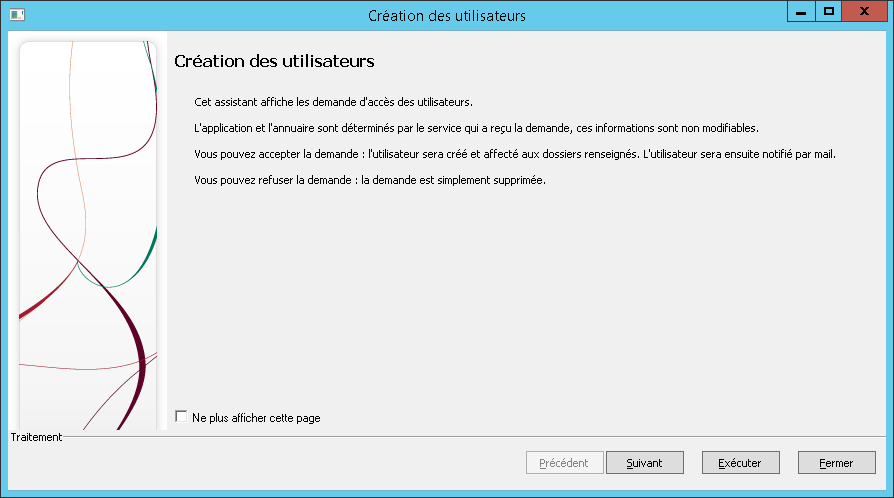 Création des utilisateurs
Création des utilisateurs
Cet assistant affiche les demande d'accès des utilisateurs.
L'application et l'annuaire sont déterminés par le service qui a reçu la demande, ces informations sont non modifiables.
Vous pouvez accepter la demande : l'utilisateur sera créé et affecté aux dossiers renseignés. L'utilisateur sera ensuite notifié par mail.
Vous pouvez refuser la demande : la demande est simplement supprimée.
Ne plus afficher cette page
Traitement
Précédent Suivant Exécuter Fermer